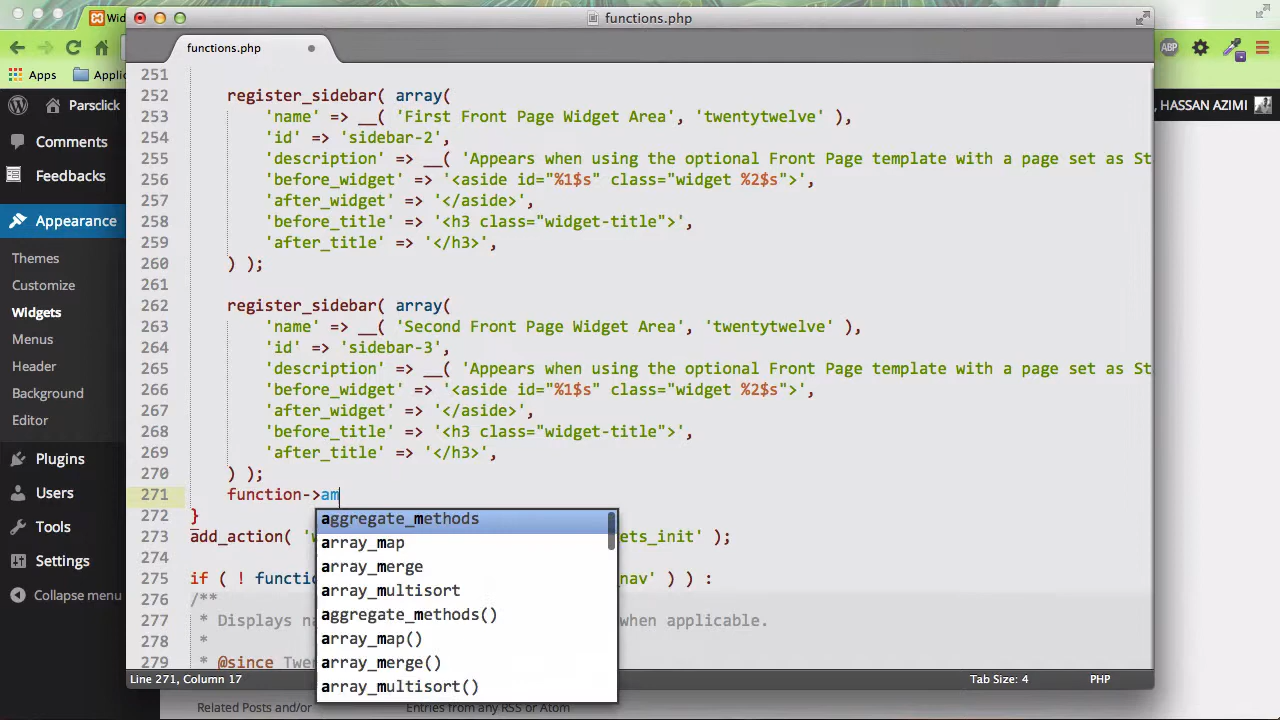 Wid
functions.php
functions.php
ABP
Apps
Applic
Parsclick
, HASSAN AZIMI
Comments
Feedbacks
Appearance
Themes
Customize
Widgets
Menus
Header
Background
Editor
Plugins
Users
Tools
Settings
Collapse menu
251
252 register_sidebar( array(
253 'name' => __( 'First Front Page Widget Area', 'twentytwelve' ),
254 'id' => 'sidebar-2',
255 'description' => __( 'Appears when using the optional Front Page template with a page set as St
256 'before_widget' => '<aside id="%1$s" class="widget %2$s">',
257 'after_widget' => '</aside>',
258 'before_title' => '<h3 class="widget-title">',
259 'after_title' => '</h3>',
260 ) );
261
262 register_sidebar( array(
263 'name' => __( 'Second Front Page Widget Area', 'twentytwelve' ),
264 'id' => 'sidebar-3',
265 'description' => __( 'Appears when using the optional Front Page template with a page set as St
266 'before_widget' => '<aside id="%1$s" class="widget %2$s">',
267 'after_widget' => '</aside>',
268 'before_title' => '<h3 class="widget-title">',
269 'after_title' => '</h3>',
270 ) );
271 function->am
272 }
273 add_action( 'w ets_init' );
274
275 if ( ! functio _nav' ) ) :
276 /**
277 * Displays na when applicable.
278 *
279 * @since Twen
aggregate_methods
array_map
array_merge
array_multisort
aggregate_methods()
array_map()
array_merge()
array_multisort()
Line 271, Column 17
Tab Size: 4
PHP
Related Posts and/or
Entries from any RSS or Atom